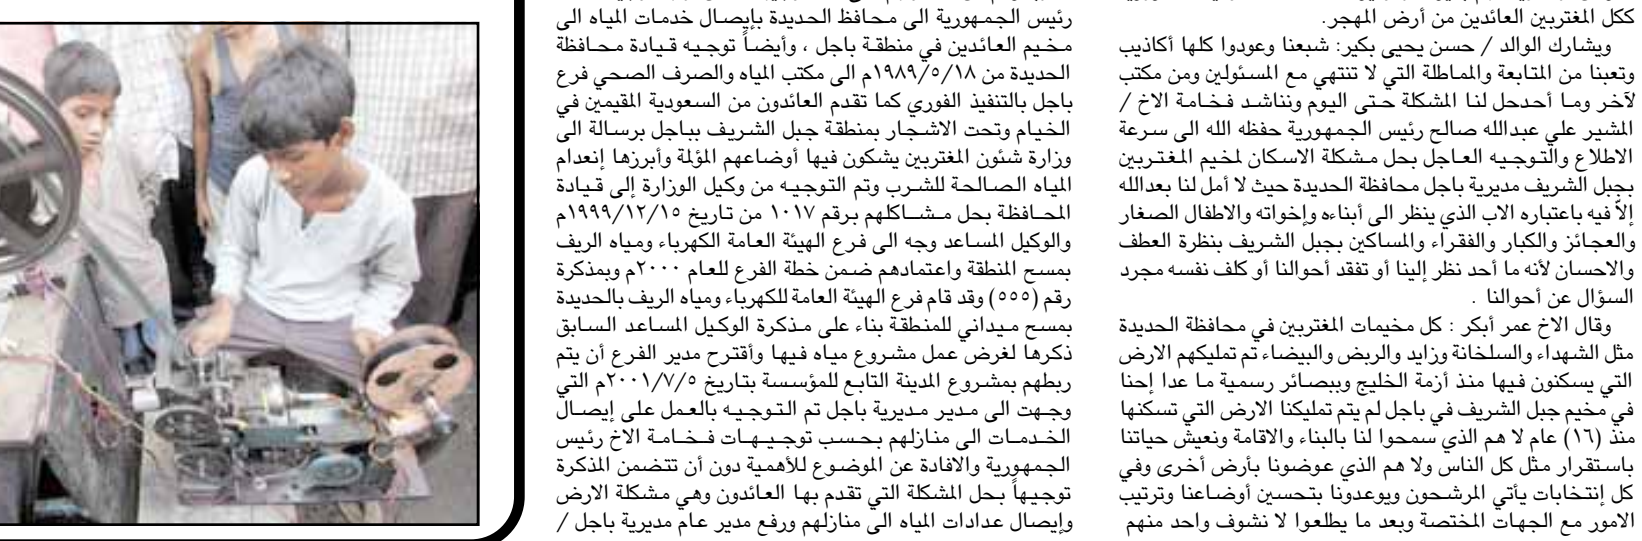 ككل المغتربين العائدين من أرض المهجر.
ويشارك الوالد / حسن يحيى بكير: شبعنا وعودوا كلها أكاذيب
وتعبنا من المتابعة والمماطلة التي لا تنتهي مع المسئولين ومن مكتب
لآخر وما أحدحل لنا المشكلة حتى اليوم ونناشد فخامة الاخ /
المشير علي عبدالله صالح رئيس الجمهورية حفظه الله الى سرعة
الاطلاع والتوجيه العاجل بحل مشكلة الاسكان لمخيم المغتربين
بجبل الشريف مديرية باجل محافظة الحديدة حيث لا أمل لنا بعدالله
إلاّ فيه باعتباره الاب الذي ينظر الى أبناءه وإخواته والاطفال الصغار
والعجائز والكبار والفقراء والمساكين بجبل الشريف بنظرة العطف
والاحسان لأنه ما أحد نظر إلينا أو تفقد أحوالنا أو كلف نفسه مجرد
السؤال عن أحوالنا .
وقال الاخ عمر أبكر : كل مخيمات المغتربين في محافظة الحديدة
مثل الشهداء والسلخانة وزايد والربض والبيضاء تم تمليكهم الارض
التي يسكنون فيها منذ أزمة الخليج وببصائر رسمية ما عدا إحنا
في مخيم جبل الشريف في باجل لم يتم تمليكنا الارض التي تسكنها
منذ (١٦) عام لا هم الذي سمحوا لنا بالبناء والاقامة ونعيش حياتنا
باستقرار مثل كل الناس ولا هم الذي عوضونا بأرض أخرى وفي
كل إنتخابات يأتي المرشحون ويوعدونا بتحسين أوضاعنا وترتيب
الامور مع الجهات المختصة وبعد ما يطلعوا لا نشوف واحد منهم
رئيس الجمهورية الى محافظ الحديدة بإيصال خدمات المياه الى
مخيم العائدين في منطقة باجل ، وأيضاً توجيه قيادة محافظة
الحديدة من ١٩٨٩/٥/١٨م الى مكتب المياه والصرف الصحي فرع
باجل بالتنفيذ الفوري كما تقدم العائدون من السعودية المقيمين في
الخيام وتحت الاشجار بمنطقة جبل الشريف بباجل برسالة الى
وزارة شئون المغتربين يشكون فيها أوضاعهم المؤلمة وأبرزها إنعدام
المياه الصالحة للشرب وتم التوجيه من وكيل الوزارة إلى قيادة
المحافظة بحل مشاكلهم برقم ١٠١٧ من تاريخ ١٩٩٩/١٢/١٥م
والوكيل المساعد وجه الى فرع الهيئة العامة الكهرباء ومياه الريف
بمسح المنطقة واعتمادهم ضمن خطة الفرع للعام ٢٠٠٠م وبمذكرة
رقم (٥٥٥) وقد قام فرع الهيئة العامة للكهرباء ومياه الريف بالحديدة
بمسح ميداني للمنطقة بناء على مذكرة الوكيل المساعد السابق
ذكرها لغرض عمل مشروع مياه فيها وأقترح مدير الفرع أن يتم
ربطهم بمشروع المدينة التابع للمؤسسة بتاريخ ٢٠٠١/٧/٥م التي
وجهت الى مدير مديرية باجل تم التوجيه بالعمل على إيصال
الخدمات الى منازلهم بحسب توجيهات فخامة الاخ رئيس
الجمهورية والافادة عن الموضوع للأهمية دون أن تتضمن المذكرة
توجيهاً بحل المشكلة التي تقدم بها العائدون وهي مشكلة الارض
وإيصال عدادات المياه الى منازلهم ورفع مدير عام مديرية باجل /